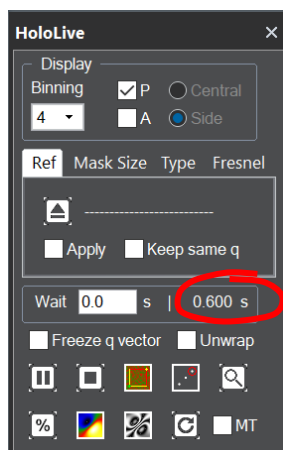 HoloLive ×
Display
Binning P Central
4 A Side
Ref Mask Size Type Fresnel
--------------------------
Apply Keep same q
Wait 0.0 s | 0.600 s
Freeze q vector Unwrap
% % C MT